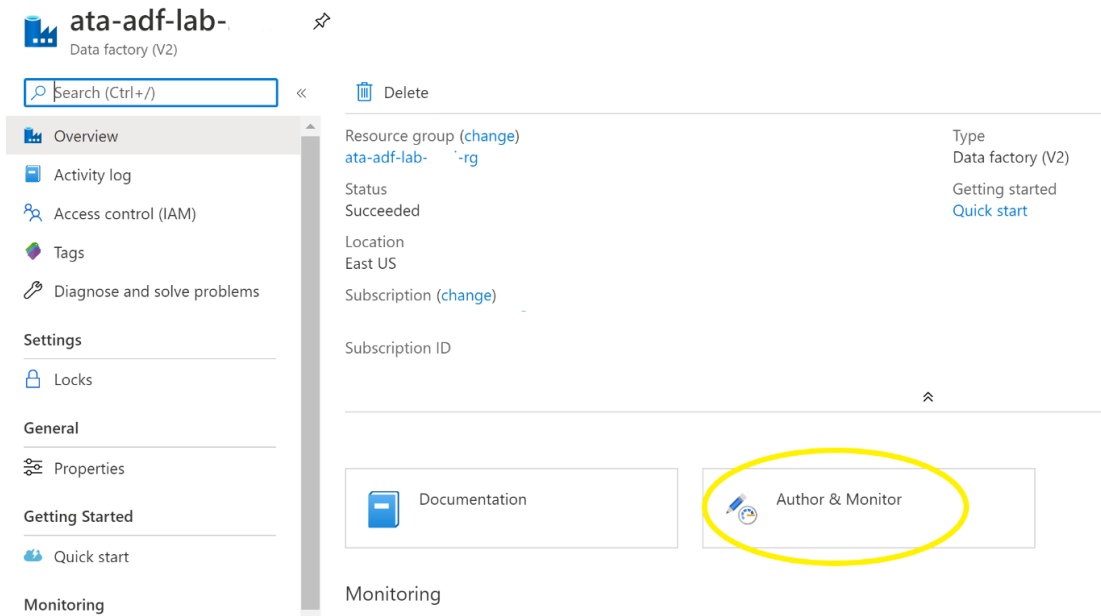 ata-adf-lab-
Data factory (V2)
Search (Ctrl+/)
«
Overview
Activity log
Access control (IAM)
Tags
Diagnose and solve problems
Settings
Locks
General
Properties
Getting Started
Quick start
Monitoring
Delete
Resource group (change)
ata-adf-lab- -rg
Status
Succeeded
Location
East US
Subscription (change)
Subscription ID
Type
Data factory (V2)
Getting started
Quick start
Documentation
Author & Monitor
Monitoring